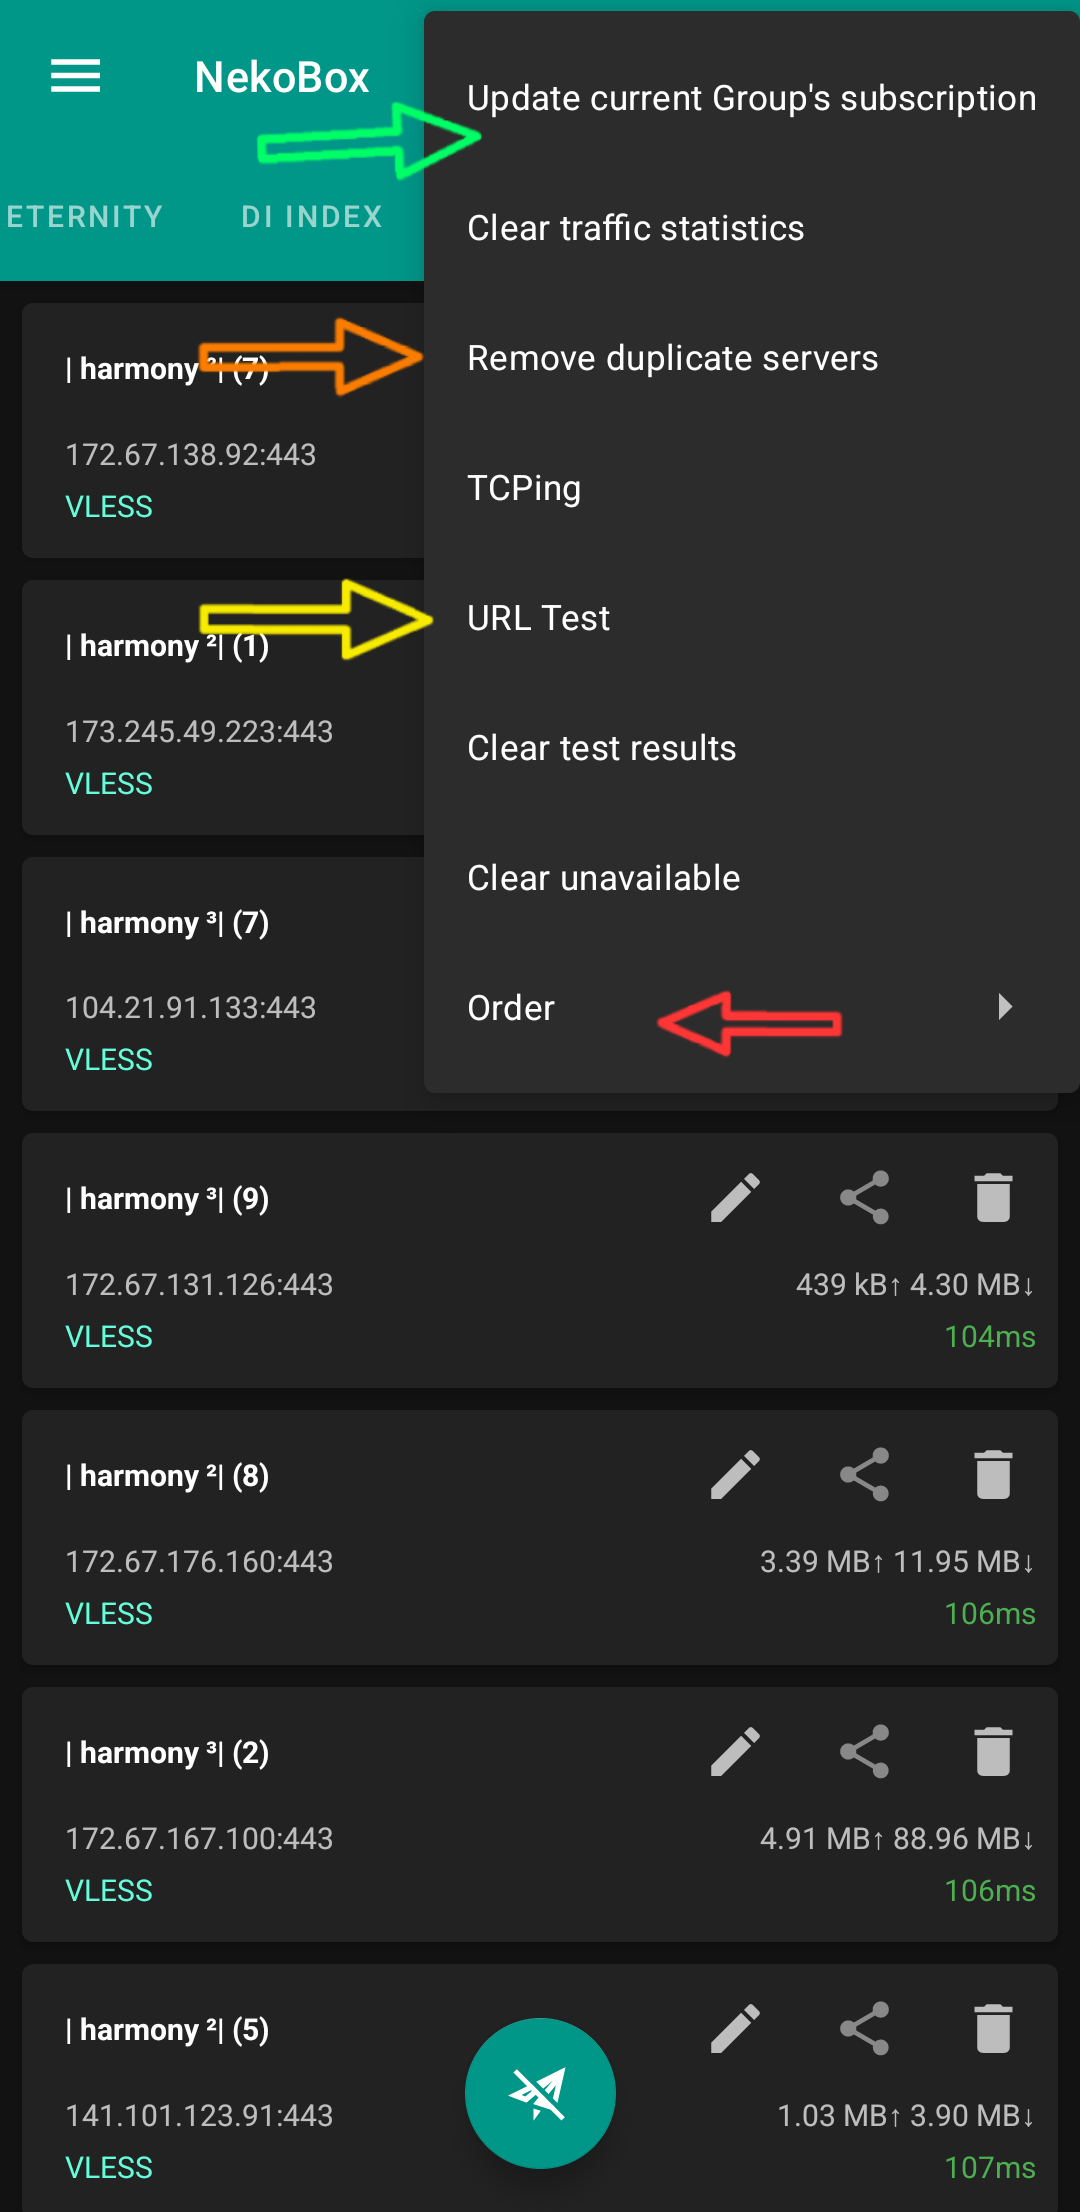 NekoBox
ETERNITY DI INDEX
Update current Group's subscription
Clear traffic statistics
Remove duplicate servers
TCPing
URL Test
Clear test results
Clear unavailable
Order
| harmony ³| (7)
172.67.138.92:443
VLESS
| harmony ²| (1)
173.245.49.223:443
VLESS
| harmony ³| (7)
104.21.91.133:443
VLESS
| harmony ³| (9)
172.67.131.126:443
439 kB↑ 4.30 MB↓
VLESS
104ms
| harmony ²| (8)
172.67.176.160:443
3.39 MB↑ 11.95 MB↓
VLESS
106ms
| harmony ³| (2)
172.67.167.100:443
4.91 MB↑ 88.96 MB↓
VLESS
106ms
| harmony ²| (5)
141.101.123.91:443
1.03 MB↑ 3.90 MB↓
VLESS
107ms